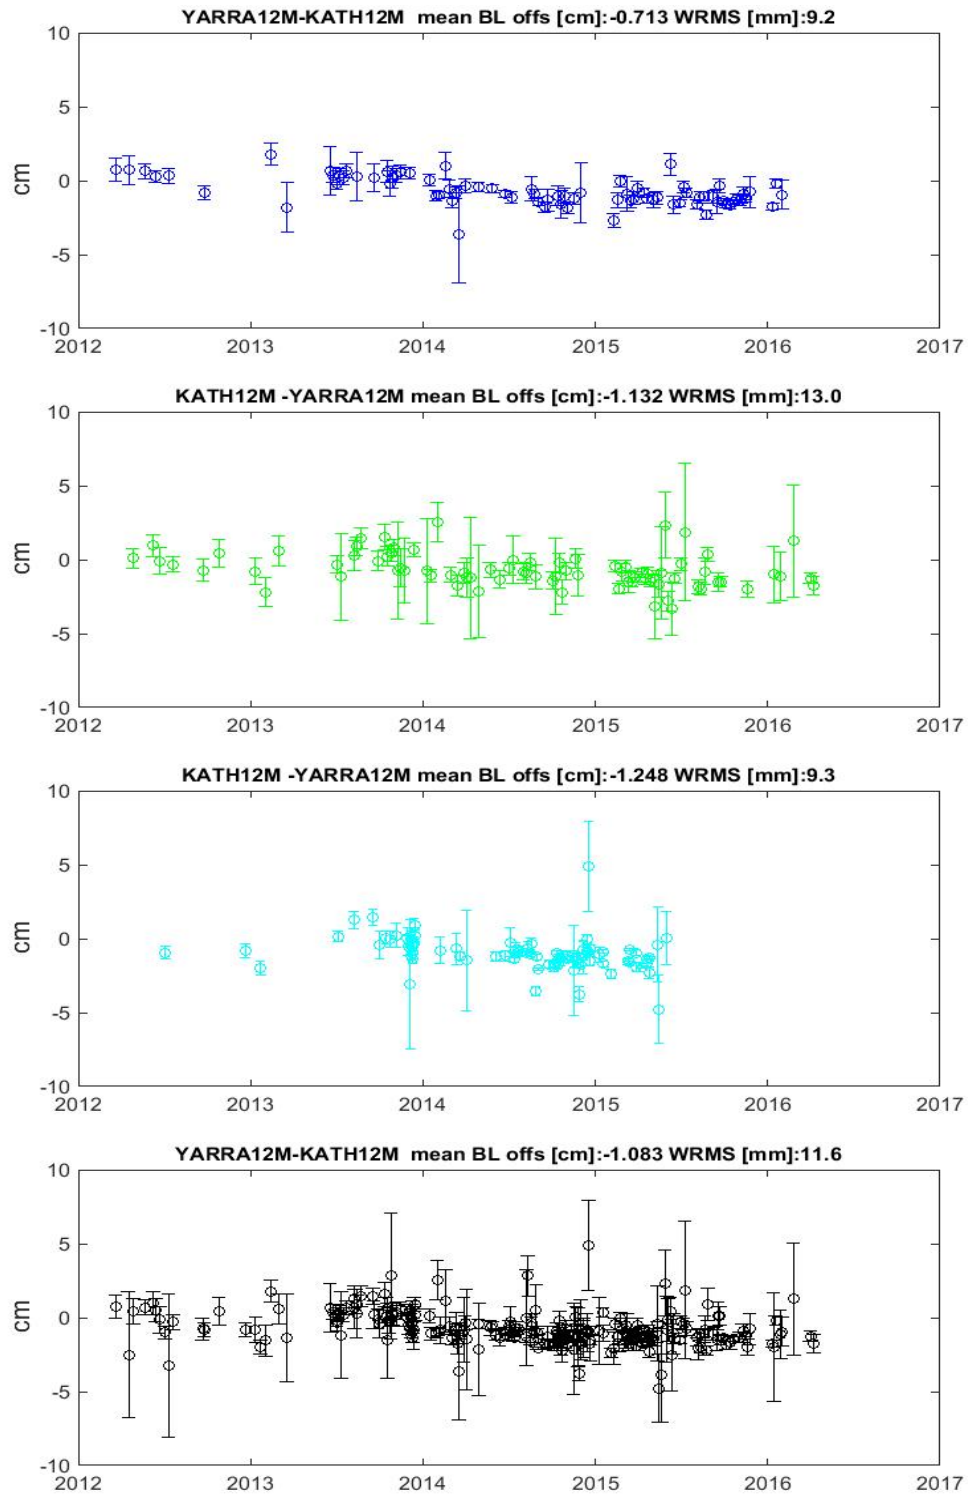 YARRA12M-KATH12M mean BL offs [cm]:-0.713 WRMS [mm]:9.2
10
5
0
-5
-10
cm
2012 2013 2014 2015 2016 2017
KATH12M -YARRA12M mean BL offs [cm]:-1.132 WRMS [mm]:13.0
10
5
0
-5
-10
cm
2012 2013 2014 2015 2016 2017
KATH12M -YARRA12M mean BL offs [cm]:-1.248 WRMS [mm]:9.3
10
5
0
-5
-10
cm
2012 2013 2014 2015 2016 2017
YARRA12M-KATH12M mean BL offs [cm]:-1.083 WRMS [mm]:11.6
10
5
0
-5
-10
cm
2012 2013 2014 2015 2016 2017